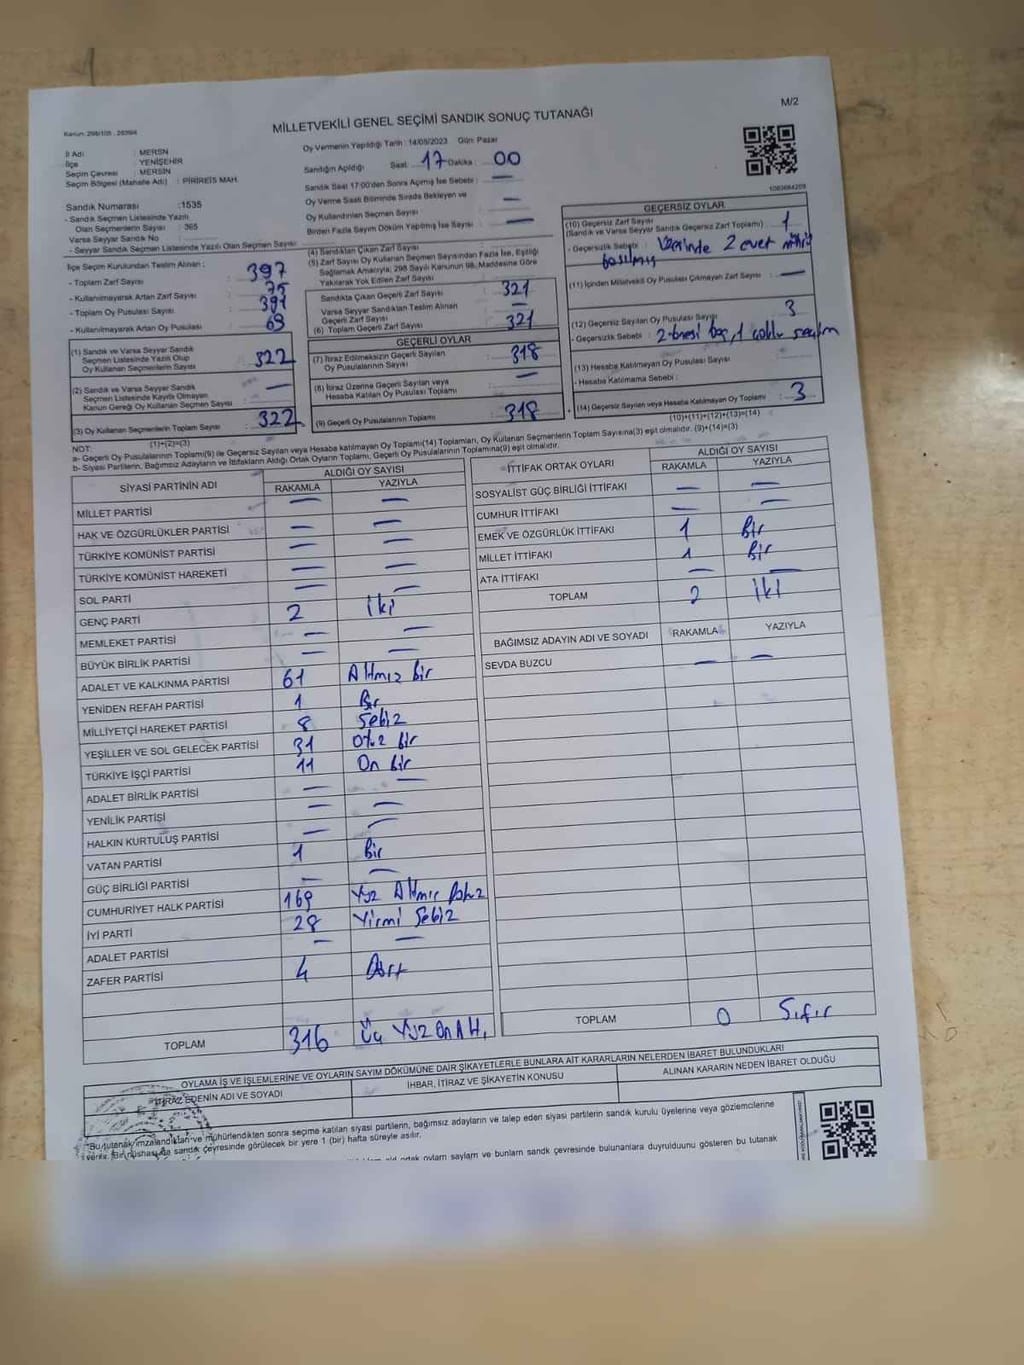 M/2
Kanun: 298/105 . 2839/4
MİLLETVEKİLİ GENEL SEÇİMİ SANDIK SONUÇ TUTANAĞI
İl Adı : MERSİN
İlçe : YENİŞEHİR
Seçim Çevresi : MERSİN
Seçim Bölgesi (Mahalle Adı) : PİRİREİS MAH.
Sandık Numarası :1535
- Sandık Seçmen Listesinde Yazılı
Olan Seçmenlerin Sayısı : 365
Varsa Seyyar Sandık No :
- Seyyar Sandık Seçmen Listesinde Yazılı Olan Seçmen Sayısı:
Oy Vermenin Yapıldığı Tarih : 14/05/2023 Gün: Pazar
Sandığın Açıldığı Saat: 17 Dakika : 00
Sandık Saat 17:00'den Sonra Açılmış İse Sebebi : —
Oy Verme Saati Bitiminde Sırada Bekleyen ve
Oy Kullandırılan Seçmen Sayısı —
Birden Fazla Sayım Döküm Yapılmış İse Sayısı : —
1083684209
İlçe Seçim Kurulundan Teslim Alınan :
- Toplam Zarf Sayısı : 397
- Kullanılmayarak Artan Zarf Sayısı : 75
- Toplam Oy Pusulası : 391
- Kullanılmayarak Artan Oy Pusulası : 69
(1) Sandık ve Varsa Seyyar Sandık
Seçmen Listesinde Yazılı Olup
Oy Kullanan Seçmenlerin Sayısı 322
(2) Sandık ve Varsa Seyyar Sandık
Seçmen Listesinde Kayıtlı Olmayan
Kanun Gereği Oy Kullanan Seçmen Sayısı —
(3) Oy Kullanan Seçmenlerin Toplam Sayısı : 322
(1)+(2)=(3)
(4) Sandıktan Çıkan Zarf Sayısı
(5) Zarf Sayısı Oy Kullanan Seçmen Sayısından Fazla İse, Eşitliği
Sağlamak Amacıyla; 298 Sayılı Kanunun 98. Maddesine Göre
Yakılarak Yok Edilen Zarf Sayısı
Sandıkta Çıkan Geçerli Zarf Sayısı 321
Varsa Seyyar Sandıktan Teslim Alınan
Geçerli Zarf Sayısı —
(6) Toplam Geçerli Zarf Sayısı 321
GEÇERLİ OYLAR
(7) İtiraz Edilmeksizin Geçerli Sayılan
Oy Pusulalarının Sayısı : 318
(8) İtiraz Üzerine Geçerli Sayılan veya
Hesaba Katılan Oy Pusulası Toplamı —
(9) Geçerli Oy Pusulalarının Toplamı : 318
GEÇERSİZ OYLAR
(10) Geçersiz Zarf Sayısı
(Sandık ve Varsa Seyyar Sandık Geçersiz Zarf Toplamı) 1
- Geçersizlik Sebebi : Üzerinde 2 evet mührü
basılmış
(11) İçinden Milletvekili Oy Pusulası Çıkmayan Zarf Sayısı : —
(12) Geçersiz Sayılan Oy Pusulası Sayısı 3
- Geçersizlik Sebebi : 2 tanesi boş, 1 çoklu seçim
(13) Hesaba Katılmayan Oy Pusulası Sayısı
- Hesaba Katılmama Sebebi :
(14) Geçersiz Sayılan veya Hesaba Katılmayan Oy Toplamı : 3
(10)+(11)+(12)+(13)=(14)
NOT:
a- Geçerli Oy Pusulalarının Toplamı(9) ile Geçersiz Sayılan veya Hesaba katılmayan Oy Toplamı(14) Toplamları, Oy Kullanan Seçmenlerin Toplam Sayısına(3) eşit olmalıdır. (9)+(14)=(3)
b- Siyasi Partilerin, Bağımsız Adayların ve İttifakların Aldığı Ortak Oyların Toplamı, Geçerli Oy Pusulalarının Toplamına(9) eşit olmalıdır.
SİYASİ PARTİNİN ADI ALDIĞI OY SAYISI
RAKAMLA YAZIYLA
MİLLET PARTİSİ — —
HAK VE ÖZGÜRLÜKLER PARTİSİ — —
TÜRKİYE KOMÜNİST PARTİSİ — —
TÜRKİYE KOMÜNİST HAREKETİ — —
SOL PARTİ — —
GENÇ PARTİ 2 iki
MEMLEKET PARTİSİ — —
BÜYÜK BİRLİK PARTİSİ — —
ADALET VE KALKINMA PARTİSİ 61 Altmız bir
YENİDEN REFAH PARTİSİ 1 Bir
MİLLİYETÇİ HAREKET PARTİSİ 8 Sekiz
YEŞİLLER VE SOL GELECEK PARTİSİ 31 Otuz bir
TÜRKİYE İŞÇİ PARTİSİ 11 On bir
ADALET BİRLİK PARTİSİ — —
YENİLİK PARTİSİ — —
HALKIN KURTULUŞ PARTİSİ — —
VATAN PARTİSİ 1 Bir
GÜÇ BİRLİĞİ PARTİSİ — —
CUMHURİYET HALK PARTİSİ 169 Yüz Altmış Dokuz
İYİ PARTİ 28 Yirmi Sekiz
ADALET PARTİSİ — —
ZAFER PARTİSİ 4 Dört
TOPLAM 316 Üç Yüz On Altı
İTTİFAK ORTAK OYLARI ALDIĞI OY SAYISI
RAKAMLA YAZIYLA
SOSYALİST GÜÇ BİRLİĞİ İTTİFAKI — —
CUMHUR İTTİFAKI — —
EMEK VE ÖZGÜRLÜK İTTİFAKI 1 Bir
MİLLET İTTİFAKI 1 Bir
ATA İTTİFAKI — —
TOPLAM 2 iki
BAĞIMSIZ ADAYIN ADI VE SOYADI RAKAMLA YAZIYLA
SEVDA BUZCU — —
TOPLAM 0 Sıfır
OYLAMA İŞ VE İŞLEMLERİNE VE OYLARIN SAYIM DÖKÜMÜNE DAİR ŞİKAYETLERLE BUNLARA AİT KARARLARIN NELERDEN İBARET BULUNDUKLARI
İTİRAZ EDENİN ADI VE SOYADI İHBAR, İTİRAZ VE ŞİKAYETİN KONUSU ALINAN KARARIN NEDEN İBARET OLDUĞU
"Bu tutanak imzalandıktan ve mühürlendikten sonra seçime katılan siyasi partilerin, bağımsız adayların ve talep eden siyasi partilerin sandık kurulu üyelerine veya gözlemcilerine
verilir. Bir nüshası da sandık çevresinde görülecek bir yere 1 (bir) hafta süreyle asılır.
ortak oyların sayılam ve bunların sandık çevresinde bulunanlara duyrulduunu gösteren bu tutanak